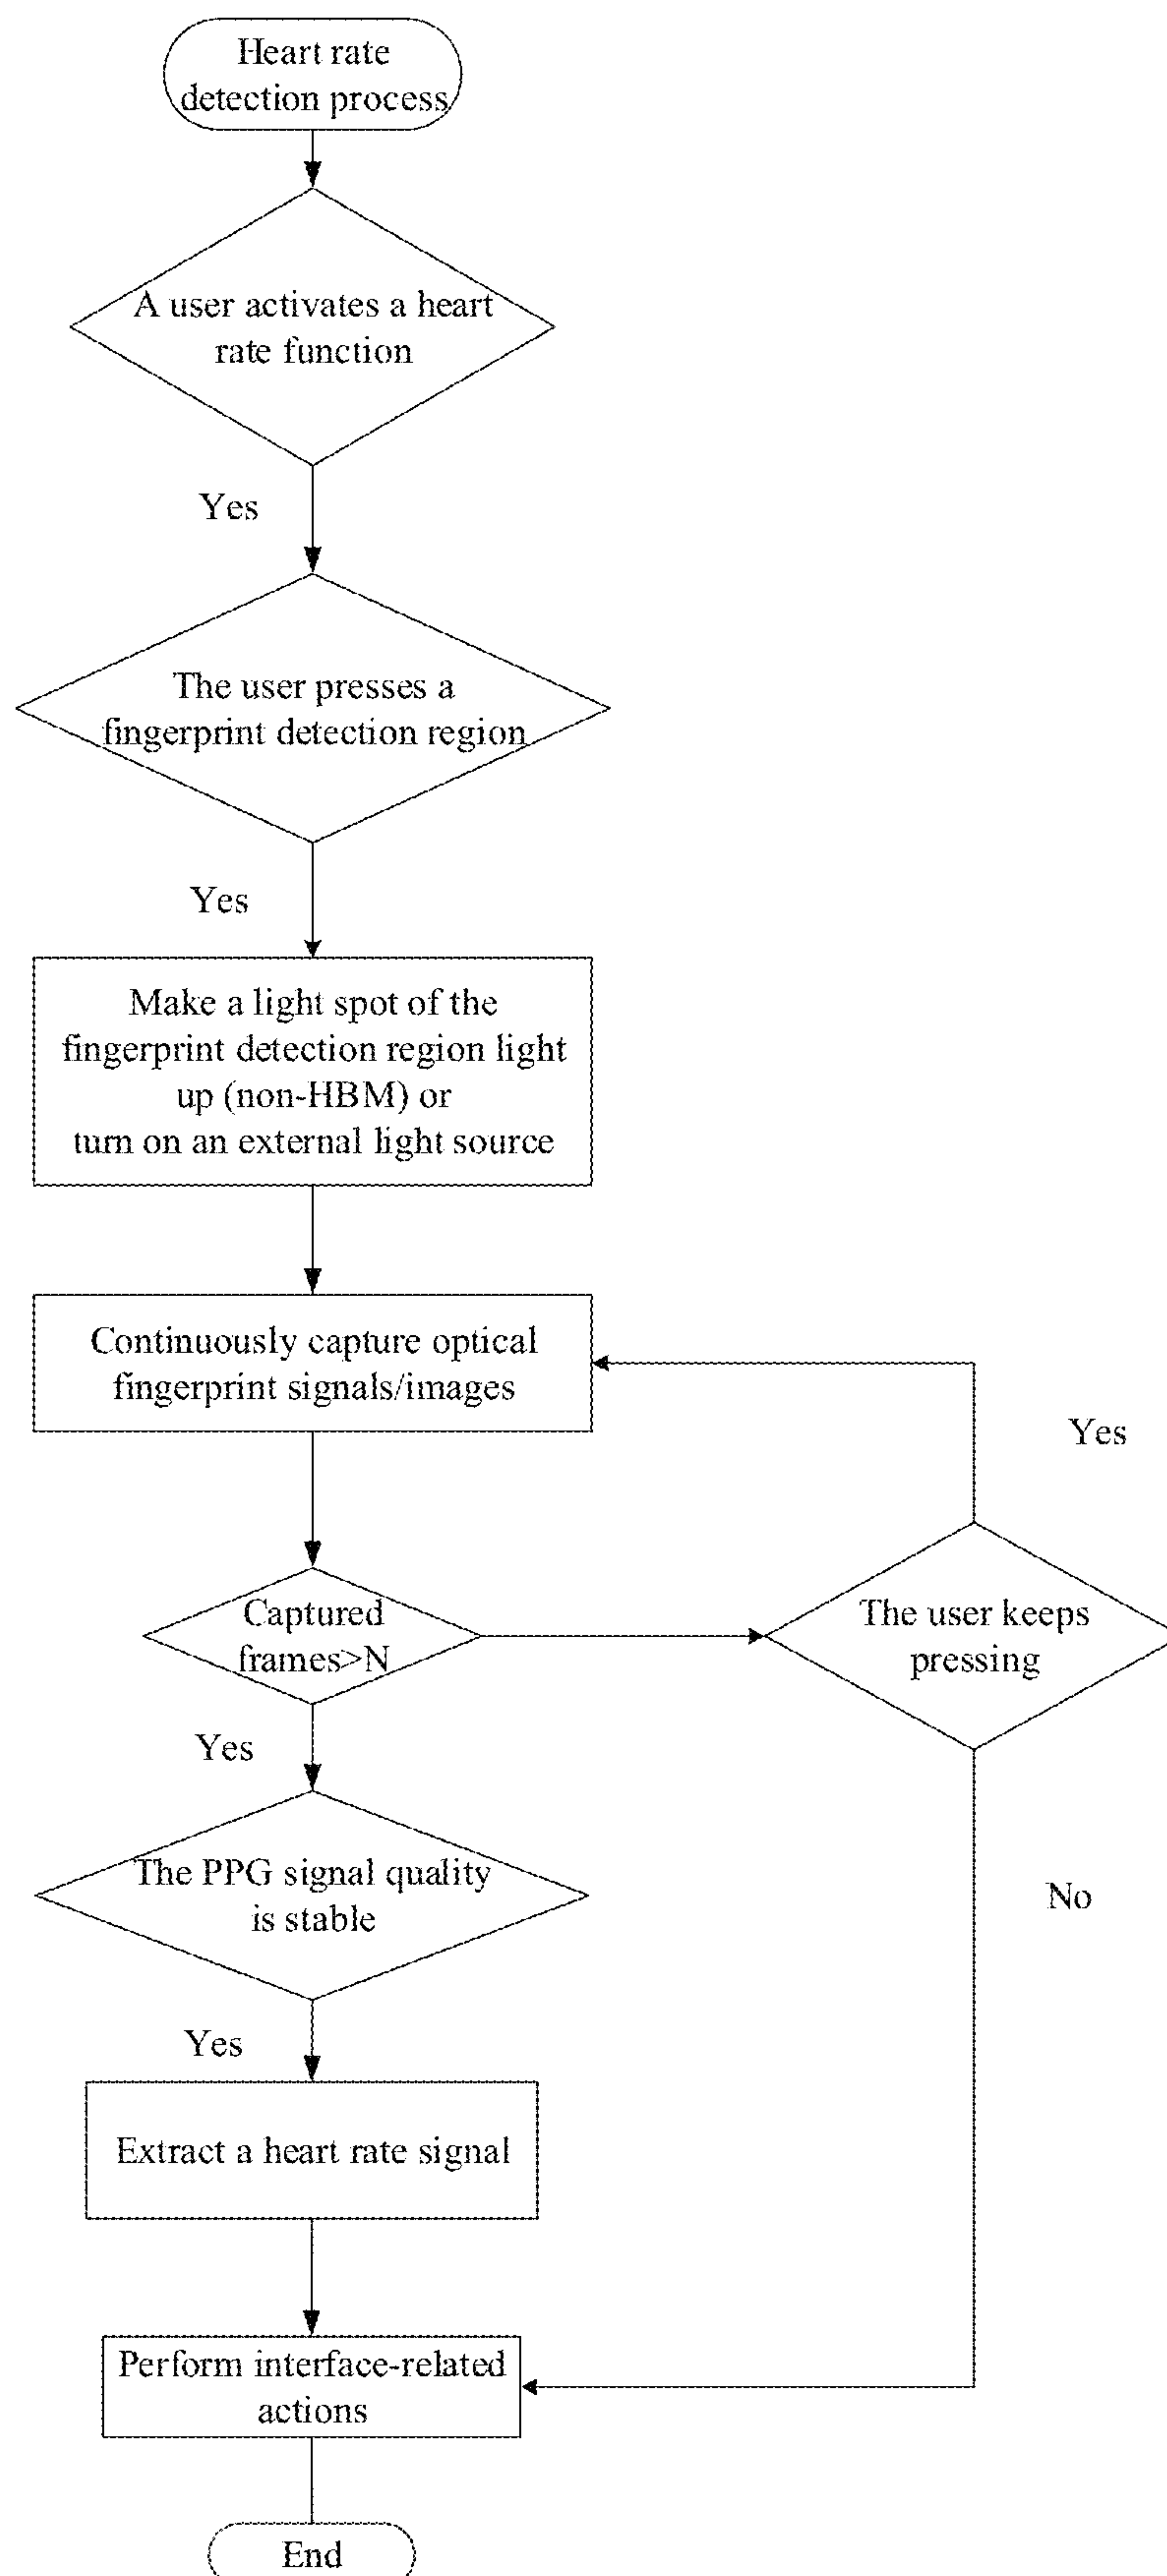 Heart rate
detection process
A user activates a heart
rate function
Yes
The user presses a
fingerprint detection region
Yes
Make a light spot of the
fingerprint detection region light
up (non-HBM) or
turn on an external light source
Continuously capture optical
fingerprint signals/images
Yes
Captured
frames>N
The user keeps
pressing
Yes
The PPG signal quality
is stable
No
Yes
Extract a heart rate signal
Perform interface-related
actions
End